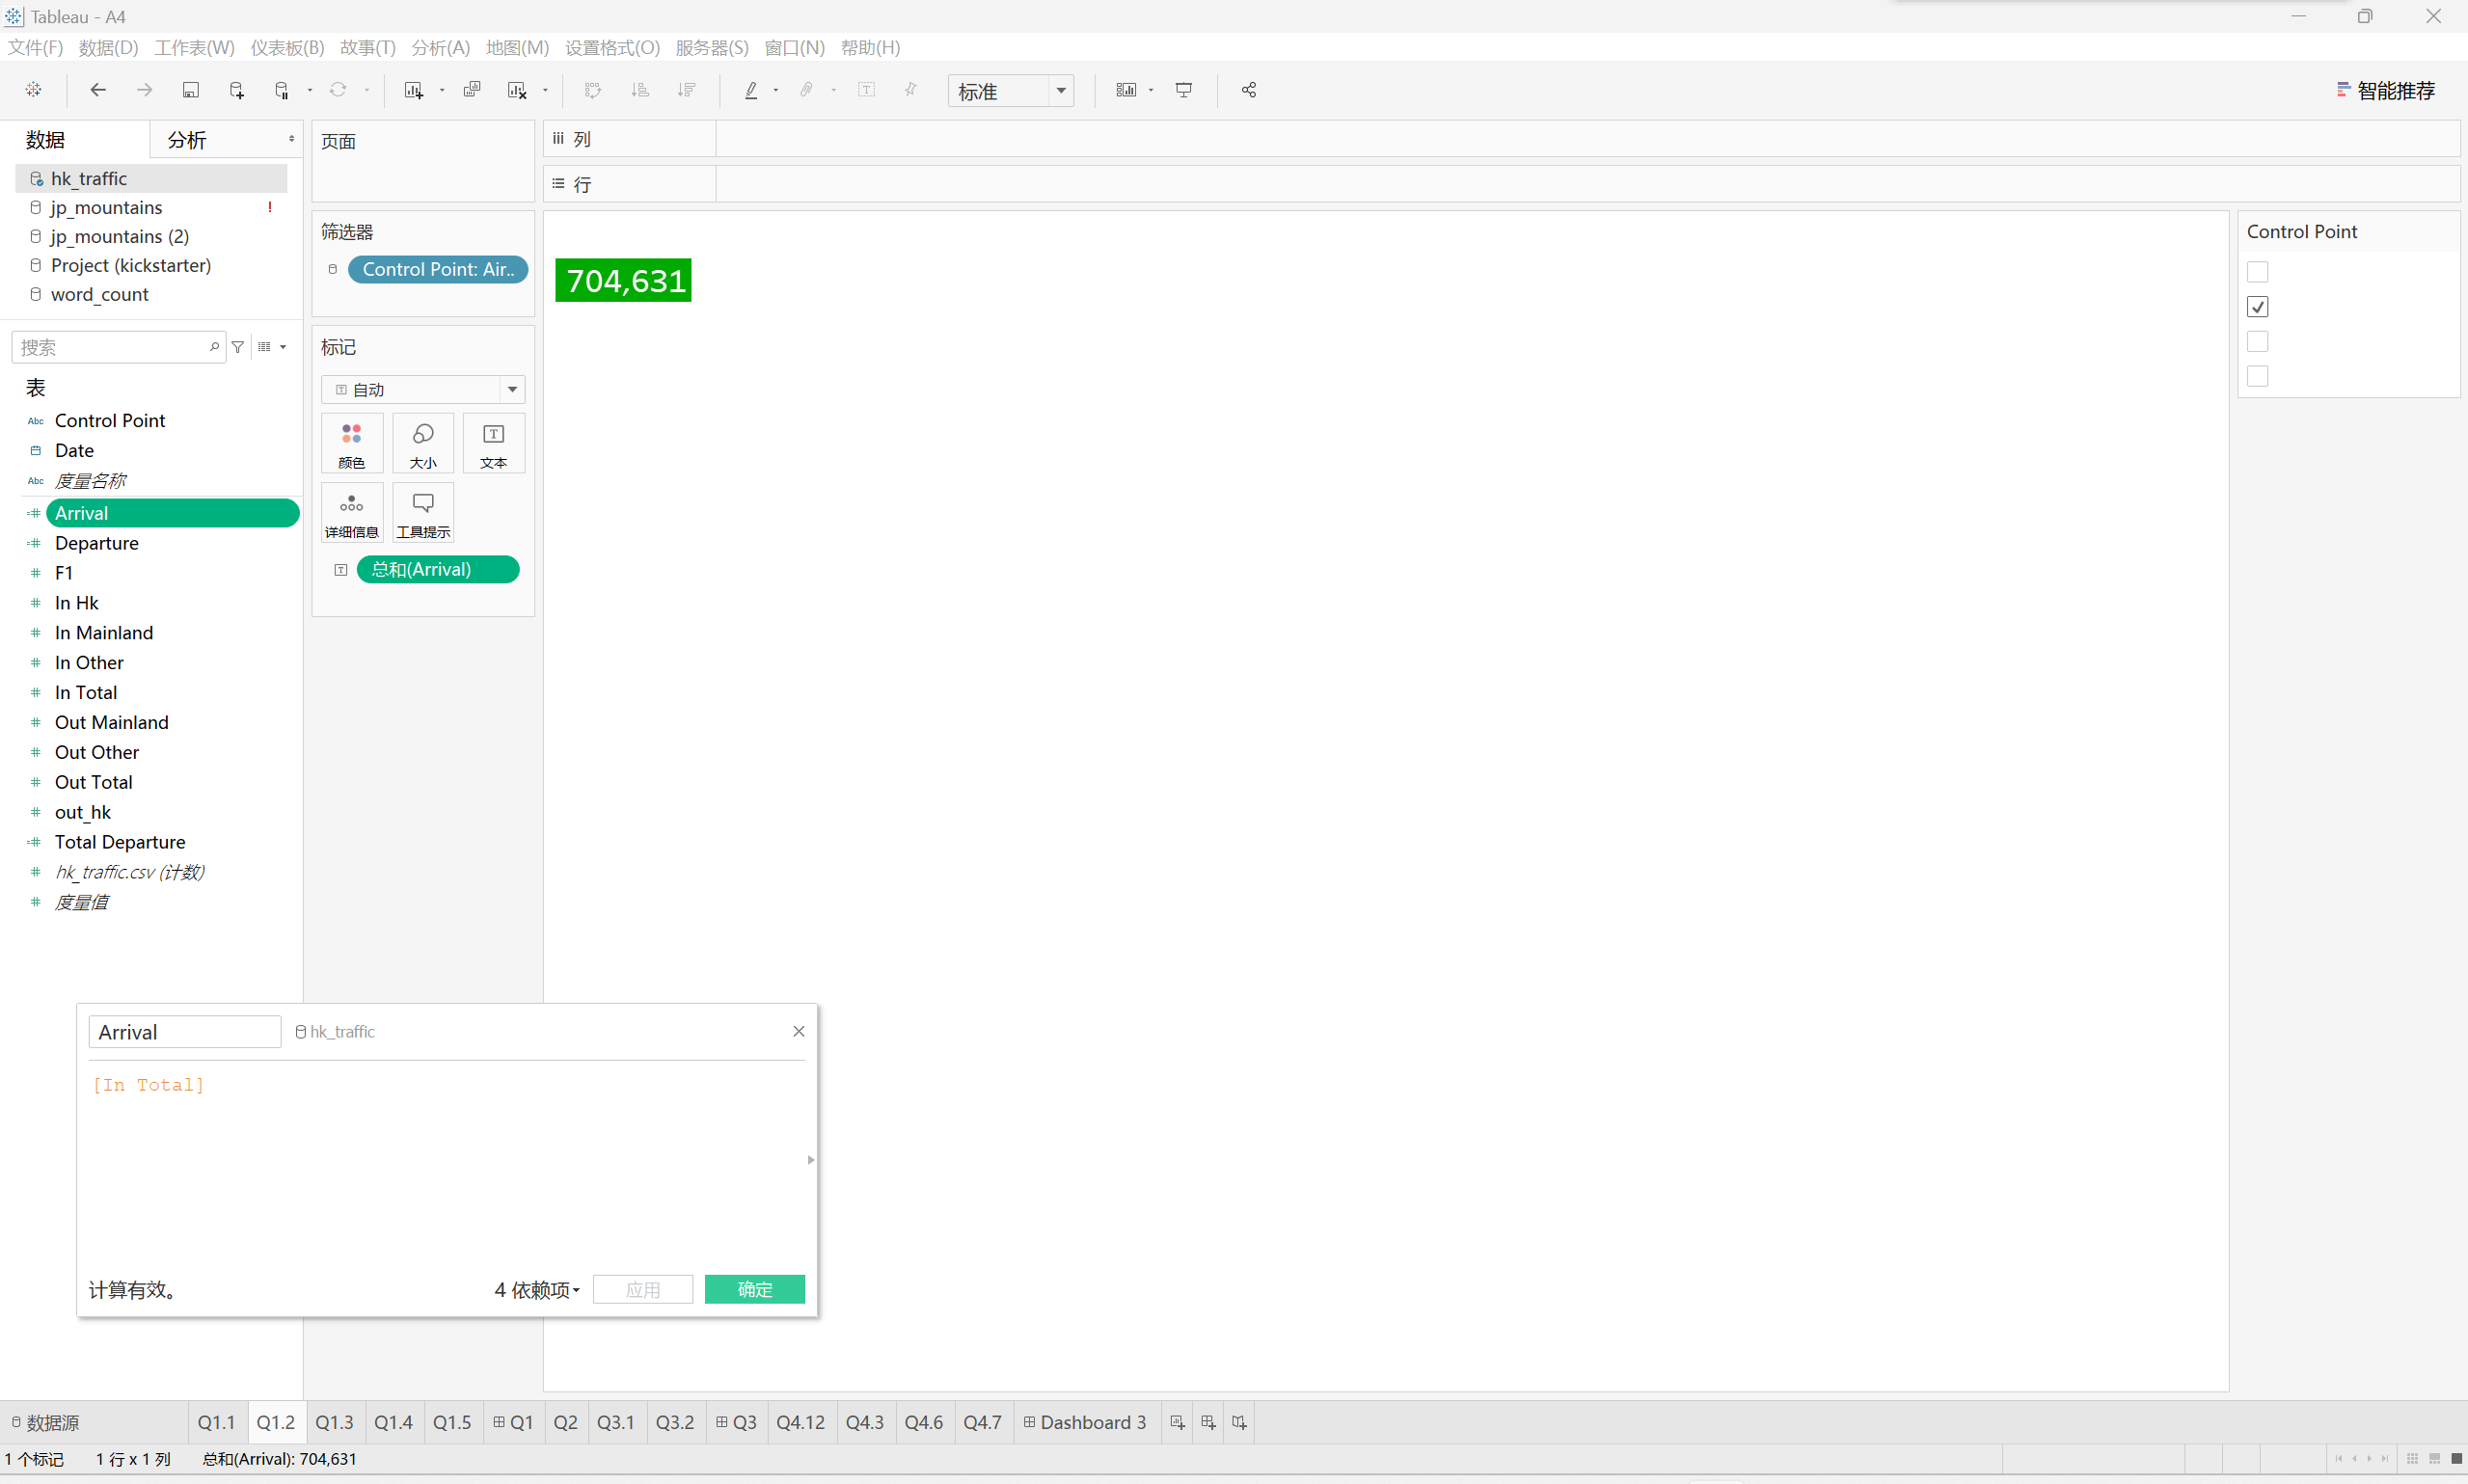 Tableau - A4
文件(F) 数据(D) 工作表(W) 仪表板(B) 故事(T) 分析(A) 地图(M) 设置格式(O) 服务器(S) 窗口(N) 帮助(H)
标准
智能推荐
数据
分析
hk_traffic
jp_mountains !
jp_mountains (2)
Project (kickstarter)
word_count
搜索
表
Abc Control Point
Date
Abc 度量名称
Arrival
Departure
F1
In Hk
In Mainland
In Other
In Total
Out Mainland
Out Other
Out Total
out_hk
Total Departure
hk_traffic.csv (计数)
度量值
页面
筛选器
Control Point: Air..
标记
自动
颜色
大小
文本
详细信息
工具提示
总和(Arrival)
iii 列
行
704,631
Control Point
Arrival
hk_traffic
[In Total]
计算有效。
4 依赖项
应用
确定
数据源
Q1.1
Q1.2
Q1.3
Q1.4
Q1.5
Q1
Q2
Q3.1
Q3.2
Q3
Q4.12
Q4.3
Q4.6
Q4.7
Dashboard 3
1 个标记
1 行 x 1 列
总和(Arrival): 704,631